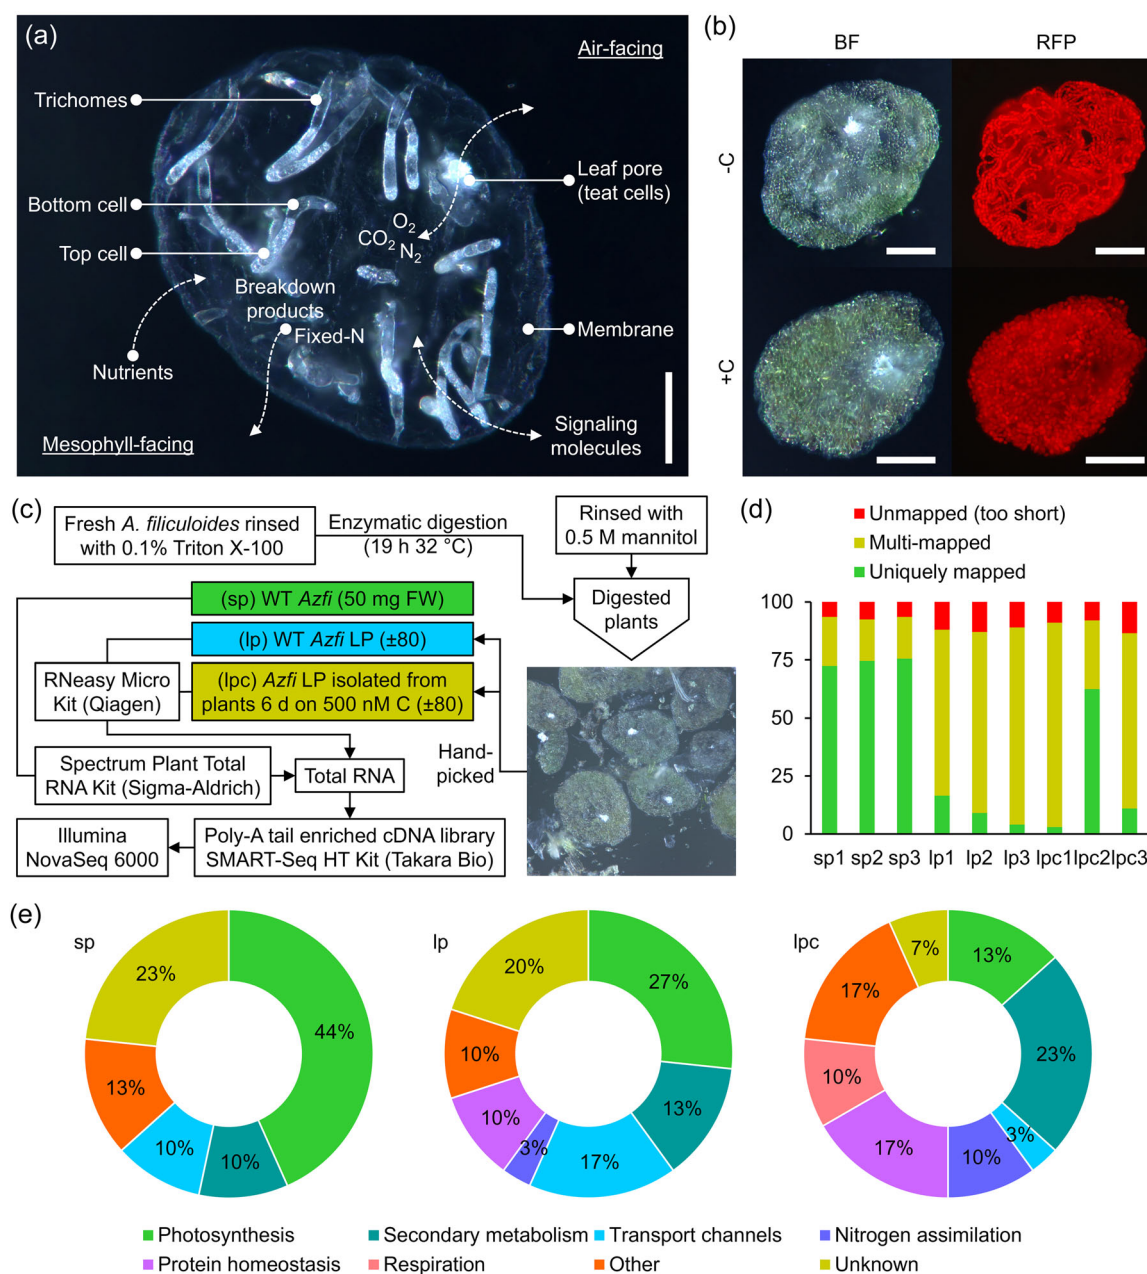 (a)
Air-facing
Trichomes
Leaf pore
(teat cells)
Bottom cell
O2
CO2
N2
Top cell
Breakdown
products
Fixed-N
Membrane
Nutrients
Signaling
molecules
Mesophyll-facing
(b)
BF
RFP
-C
+C
(c)
Fresh A. filiculoides rinsed
with 0.1% Triton X-100
Enzymatic digestion
(19 h 32 °C)
Rinsed with
0.5 M mannitol
Digested
plants
(sp) WT Azfi (50 mg FW)
(lp) WT Azfi LP (±80)
(lpc) Azfi LP isolated from
plants 6 d on 500 nM C (±80)
RNeasy Micro
Kit (Qiagen)
Hand-
picked
Spectrum Plant Total
RNA Kit (Sigma-Aldrich)
Total RNA
Illumina
NovaSeq 6000
Poly-A tail enriched cDNA library
SMART-Seq HT Kit (Takara Bio)
(d)
Unmapped (too short)
Multi-mapped
Uniquely mapped
100
75
50
25
0
sp1 sp2 sp3 lp1 lp2 lp3 lpc1 lpc2 lpc3
(e)
sp
23%
44%
13%
10%
10%
lp
20%
27%
10%
13%
10%
3%
17%
lpc
7%
13%
17%
23%
10%
3%
17%
10%
Photosynthesis
Secondary metabolism
Transport channels
Nitrogen assimilation
Protein homeostasis
Respiration
Other
Unknown